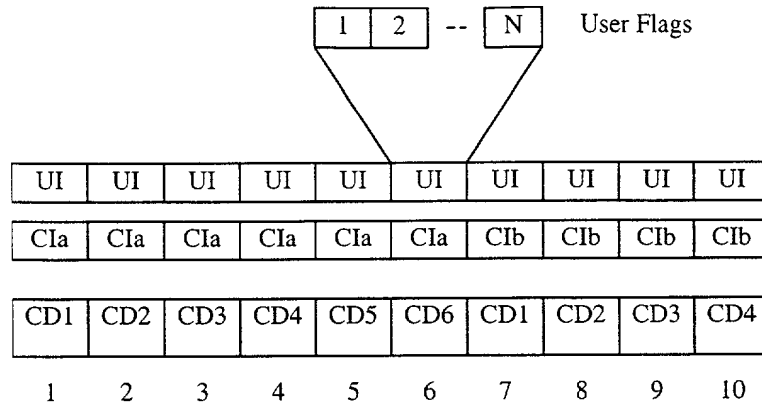 1 2 -- N User Flags
UI UI UI UI UI UI UI UI UI UI
CIa CIa CIa CIa CIa CIa CIb CIb CIb CIb
CD1 CD2 CD3 CD4 CD5 CD6 CD1 CD2 CD3 CD4
1 2 3 4 5 6 7 8 9 10